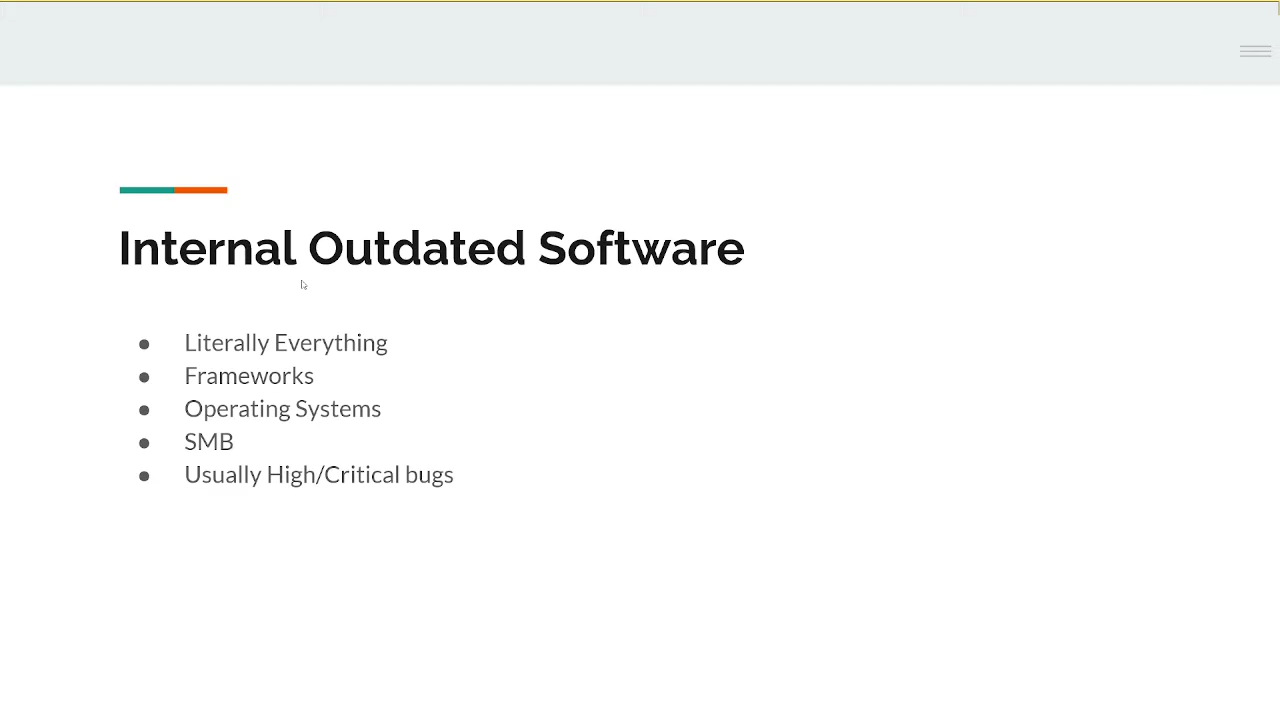 Internal Outdated Software
● Literally Everything
● Frameworks
● Operating Systems
● SMB
● Usually High/Critical bugs